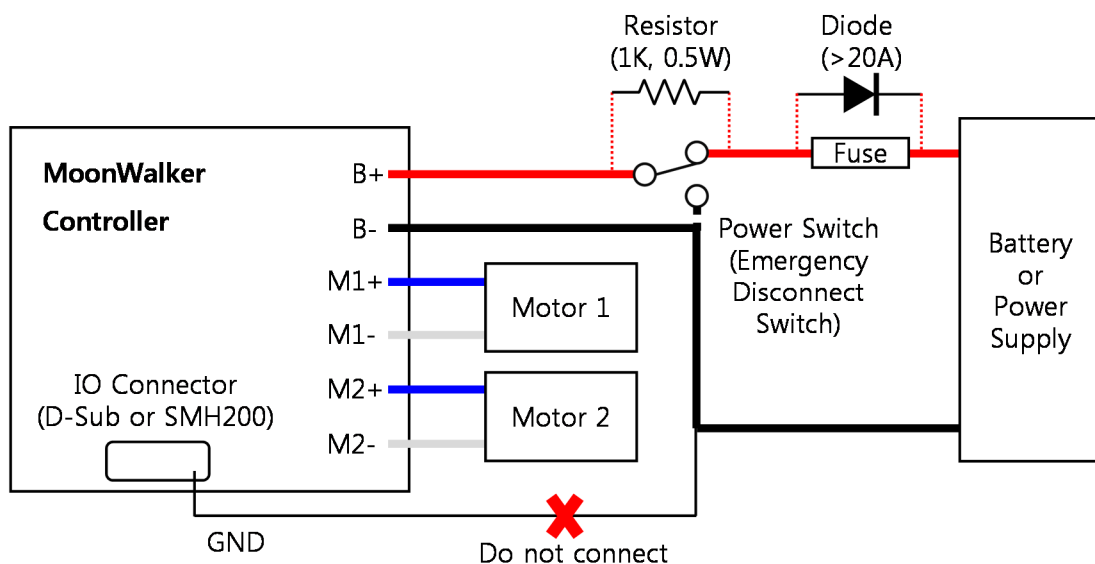 Resistor
(1K, 0.5W)
Diode
(>20A)
Fuse
MoonWalker
Controller
B+
B-
M1+
M1-
M2+
M2-
Motor 1
Motor 2
Power Switch
(Emergency
Disconnect
Switch)
Battery
or
Power
Supply
IO Connector
(D-Sub or SMH200)
GND
Do not connect